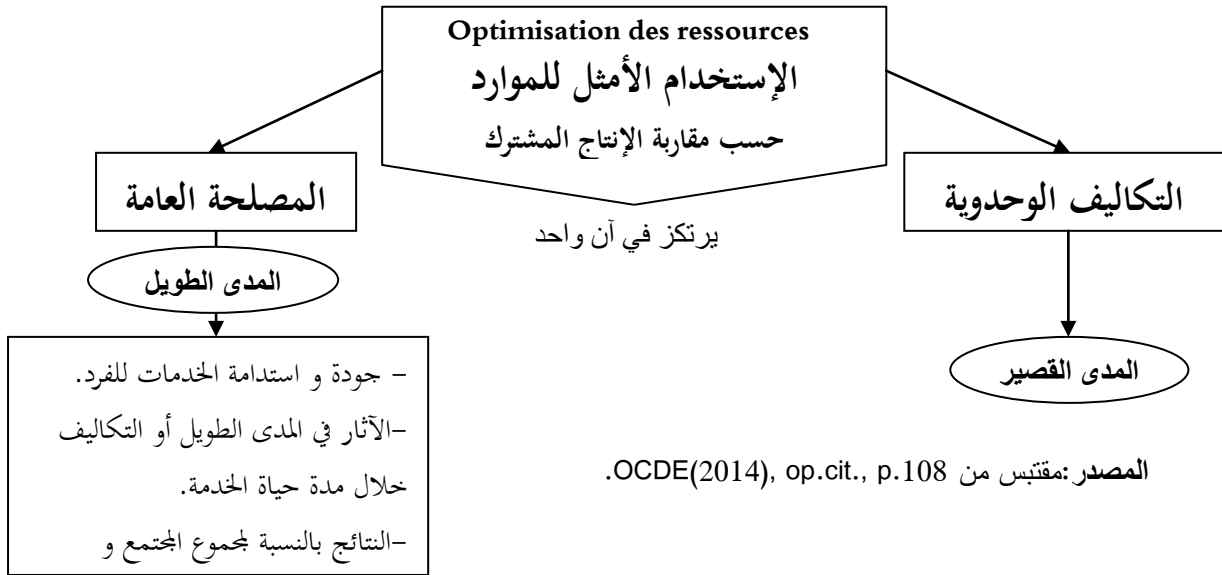 Optimisation des ressources
الإستخدام الأمثل للموارد
حسب مقاربة الإنتاج المشترك
التكاليف الوحدوية
المصلحة العامة
يرتكز في آن واحد
المدى الطويل
المدى القصير
– جودة و استدامة الخدمات للفرد.
–الآثار في المدى الطويل أو التكاليف
خلال مدة حياة الخدمة.
–النتائج بالنسبة لمجموع المجتمع و
المصدر:مقتبس من OCDE(2014), op.cit., p.108.